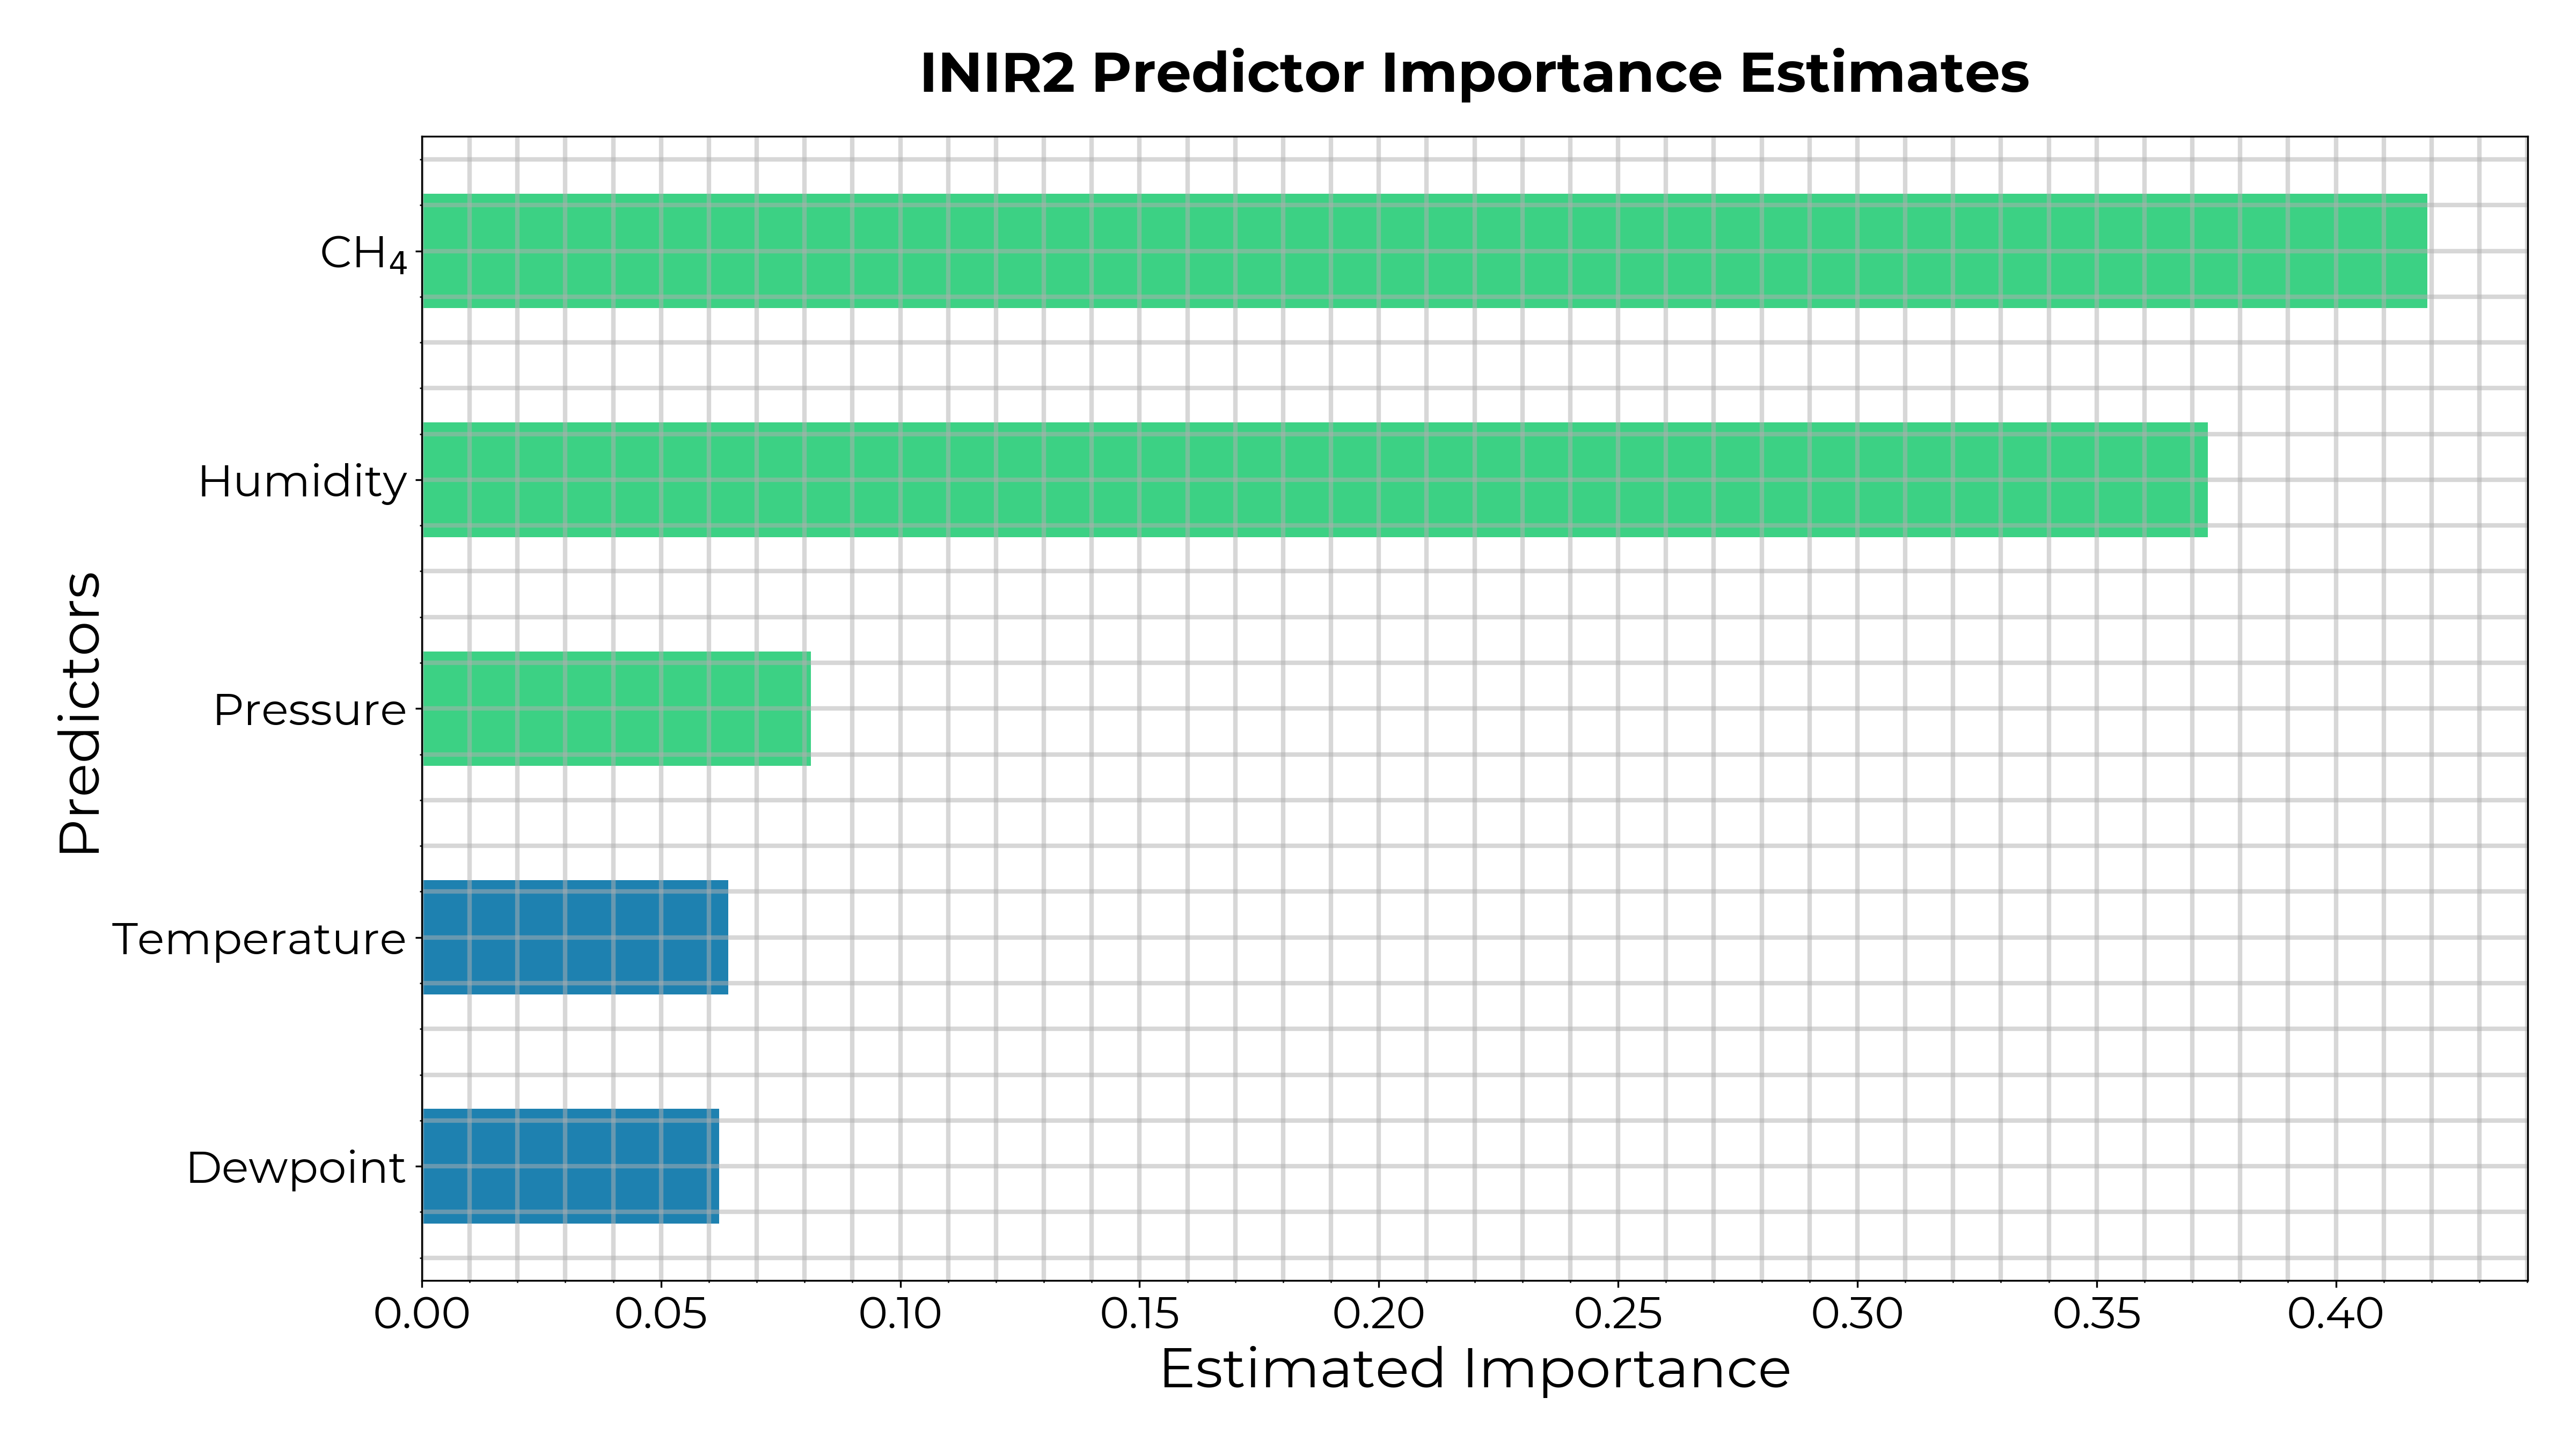 INIR2 Predictor Importance Estimates
CH₄
Humidity
Pressure
Temperature
Dewpoint
Predictors
0.00 0.05 0.10 0.15 0.20 0.25 0.30 0.35 0.40
Estimated Importance